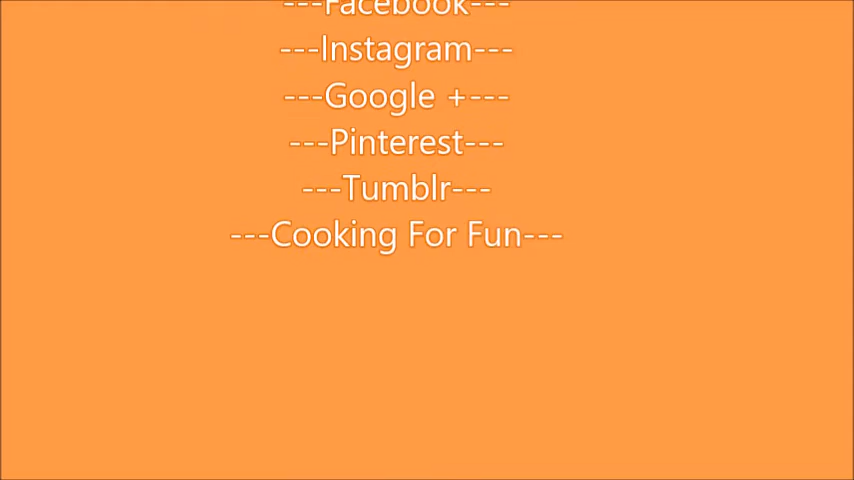 ---Facebook---
---Instagram---
---Google +---
---Pinterest---
---Tumblr---
---Cooking For Fun---